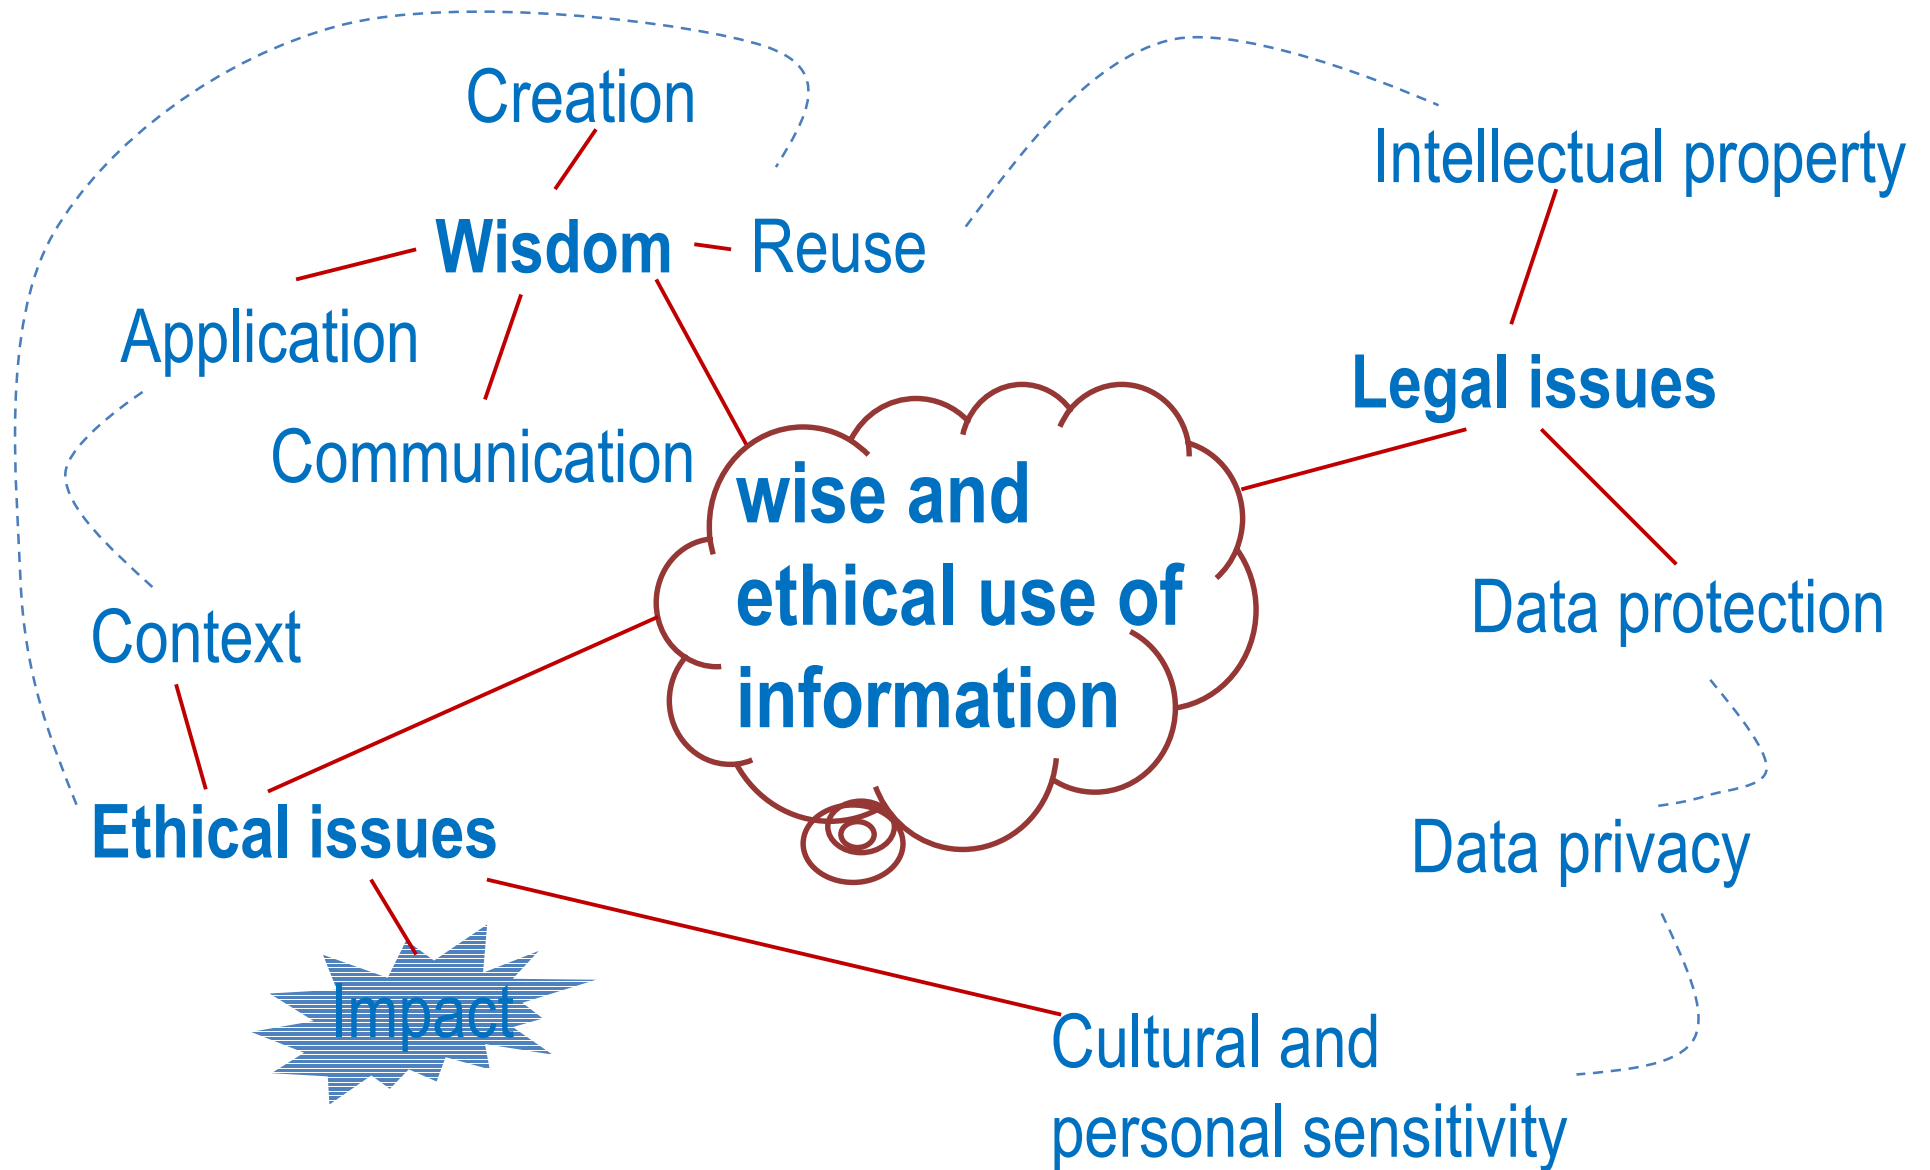 Creation
Intellectual property
Wisdom
Reuse
Application
Legal issues
Communication
wise and
ethical use of
information
Context
Data protection
Ethical issues
Data privacy
Impact
Cultural and
personal sensitivity